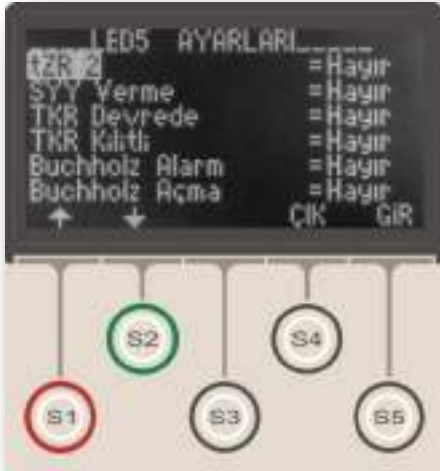 LED5 AYARLARI
tZR 2 =Hayır
SYY Verme =Hayır
TKR Devrede =Hayır
TKR Kilitli =Hayır
Buchholz Alarm =Hayır
Buchholz Açma =Hayır
↑ ↓ ÇIK GİR
S2 S4
S1 S3 S5